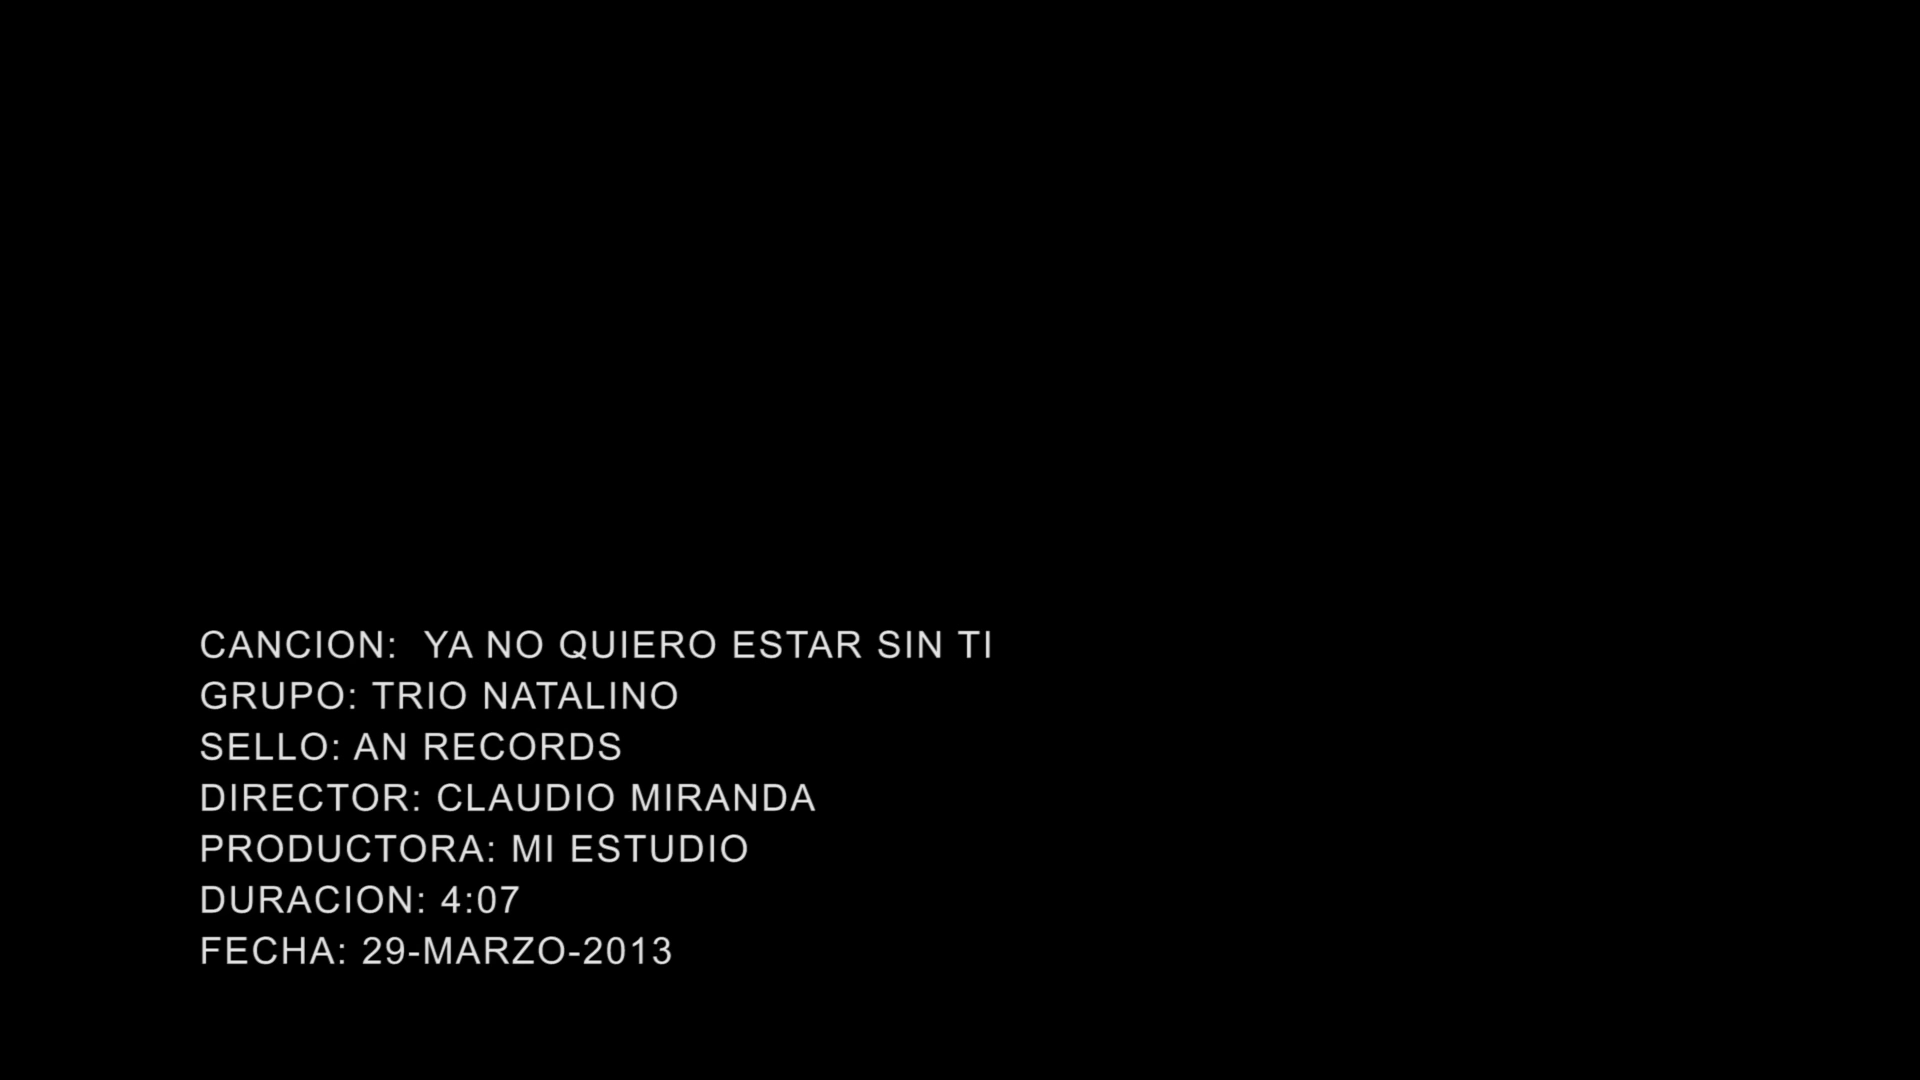 CANCION:  YA NO QUIERO ESTAR SIN TI
GRUPO: TRIO NATALINO
SELLO: AN RECORDS
DIRECTOR: CLAUDIO MIRANDA
PRODUCTORA: MI ESTUDIO
DURACION: 4:07
FECHA: 29-MARZO-2013